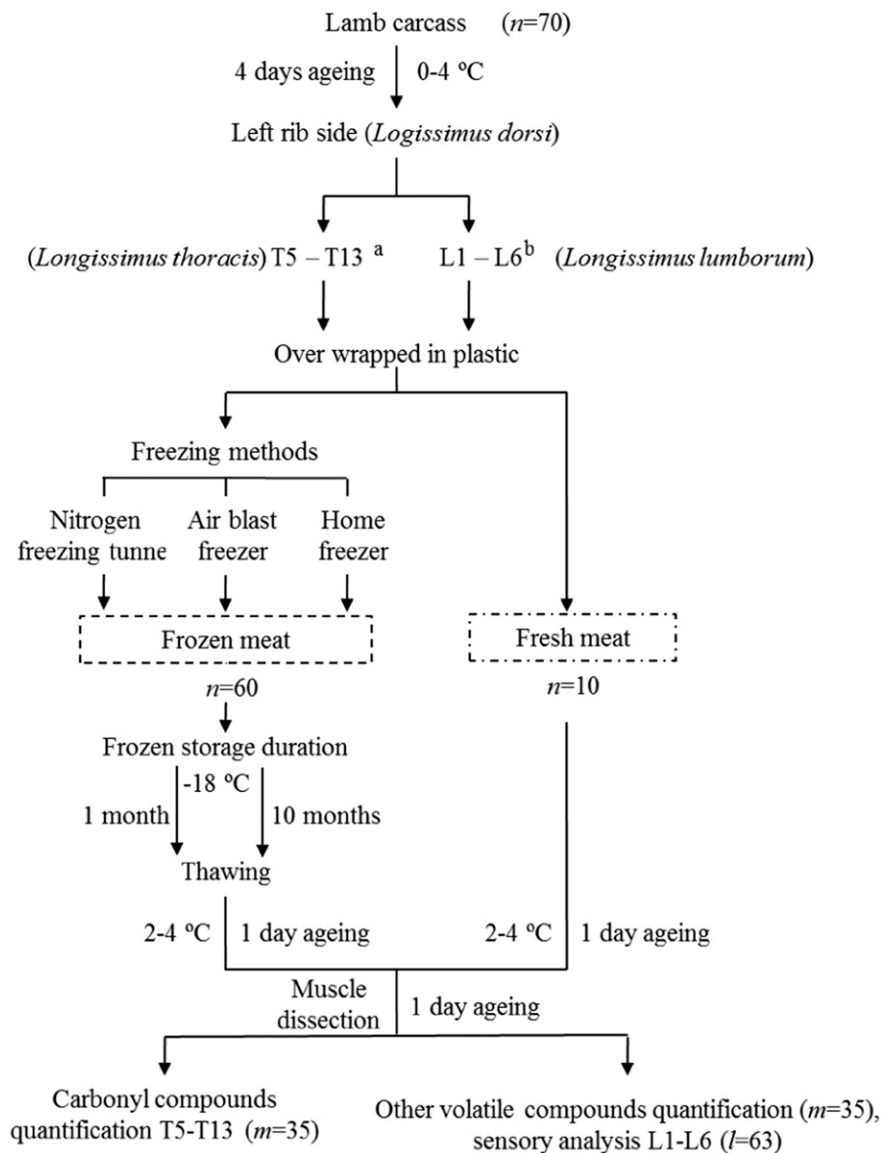 Lamb carcass (n=70)
4 days ageing 0-4 ºC
Left rib side (Logissimus dorsi)
(Longissimus thoracis) T5 – T13 a L1 – L6 b (Longissimus lumborum)
Over wrapped in plastic
Freezing methods
Nitrogen
freezing tunne
Air blast
freezer
Home
freezer
Frozen meat
Fresh meat
n=60
n=10
Frozen storage duration
-18 ºC
1 month 10 months
Thawing
2-4 ºC 1 day ageing
2-4 ºC 1 day ageing
Muscle
dissection
1 day ageing
Carbonyl compounds
quantification T5-T13 (m=35)
Other volatile compounds quantification (m=35),
sensory analysis L1-L6 (l=63)